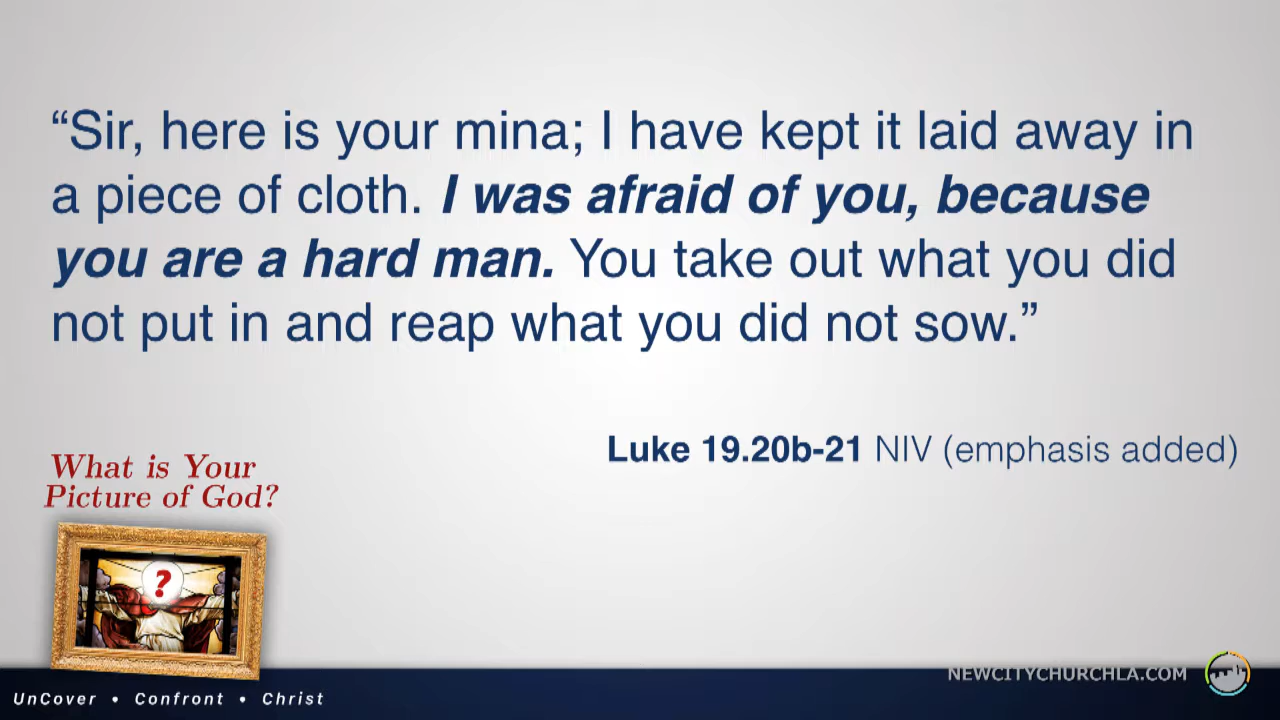 “Sir, here is your mina; I have kept it laid away in
a piece of cloth. I was afraid of you, because
you are a hard man. You take out what you did
not put in and reap what you did not sow.”
Luke 19.20b-21 NIV (emphasis added)
What is Your
Picture of God?
?
NEWCITYCHURCHLA.COM
UnCover • Confront • Christ